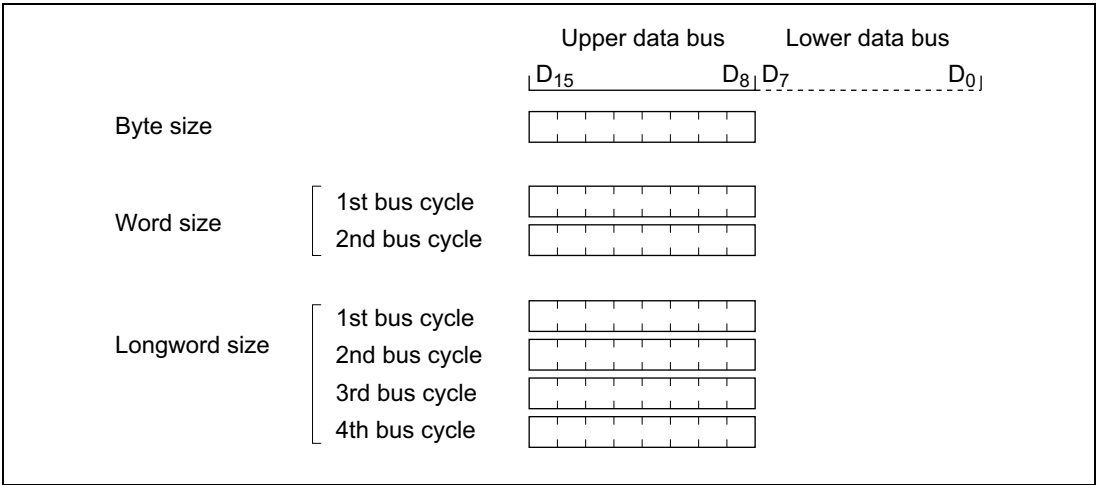 Upper data bus Lower data bus
D15 D8 D7 D0
Byte size
Word size
1st bus cycle
2nd bus cycle
Longword size
1st bus cycle
2nd bus cycle
3rd bus cycle
4th bus cycle